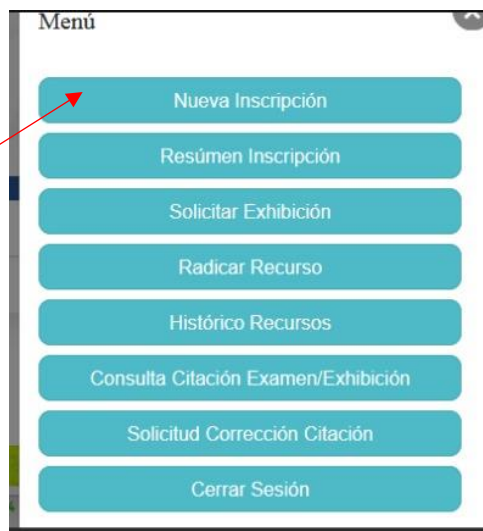 Menú
Nueva Inscripción
Resúmen Inscripción
Solicitar Exhibición
Radicar Recurso
Histórico Recursos
Consulta Citación Examen/Exhibición
Solicitud Corrección Citación
Cerrar Sesión